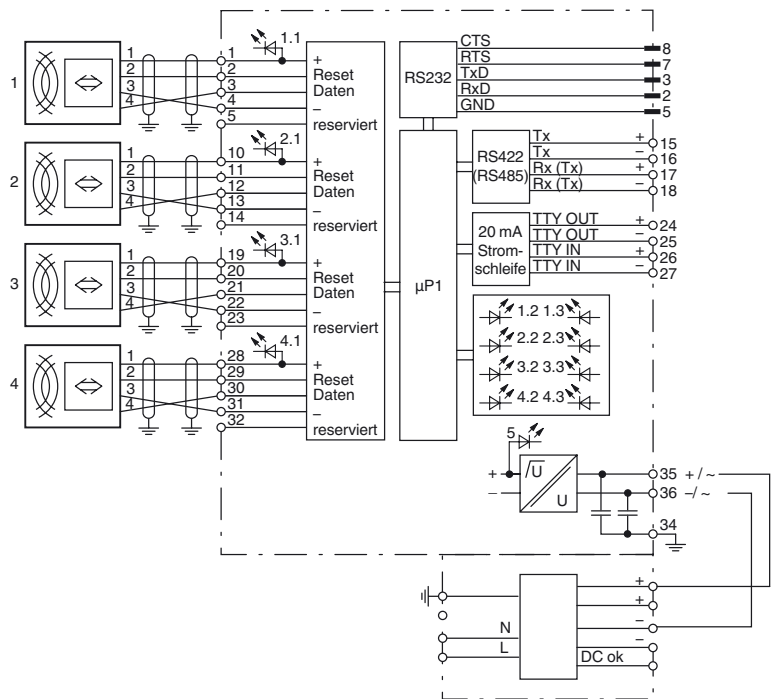 1
1
2
3
4
1
2
3
4
5
1.1
+
Reset
Daten
–
reserviert
2
1
2
3
4
10
11
12
13
14
2.1
+
Reset
Daten
–
reserviert
3
1
2
3
4
19
20
21
22
23
3.1
+
Reset
Daten
–
reserviert
4
1
2
3
4
28
29
30
31
32
4.1
+
Reset
Daten
–
reserviert
RS232
CTS
RTS
TxD
RxD
GND
8
7
3
2
5
µP1
RS422
(RS485)
Tx + 15
Tx – 16
Rx (Tx) + 17
Rx (Tx) – 18
20 mA
Strom-
schleife
TTY OUT + 24
TTY OUT – 25
TTY IN + 26
TTY IN – 27
1.2 1.3
2.2 2.3
3.2 3.3
4.2 4.3
5
+
–
√U
U
35 +/~
36 –/~
34
N
L
+
+
–
–
DC ok